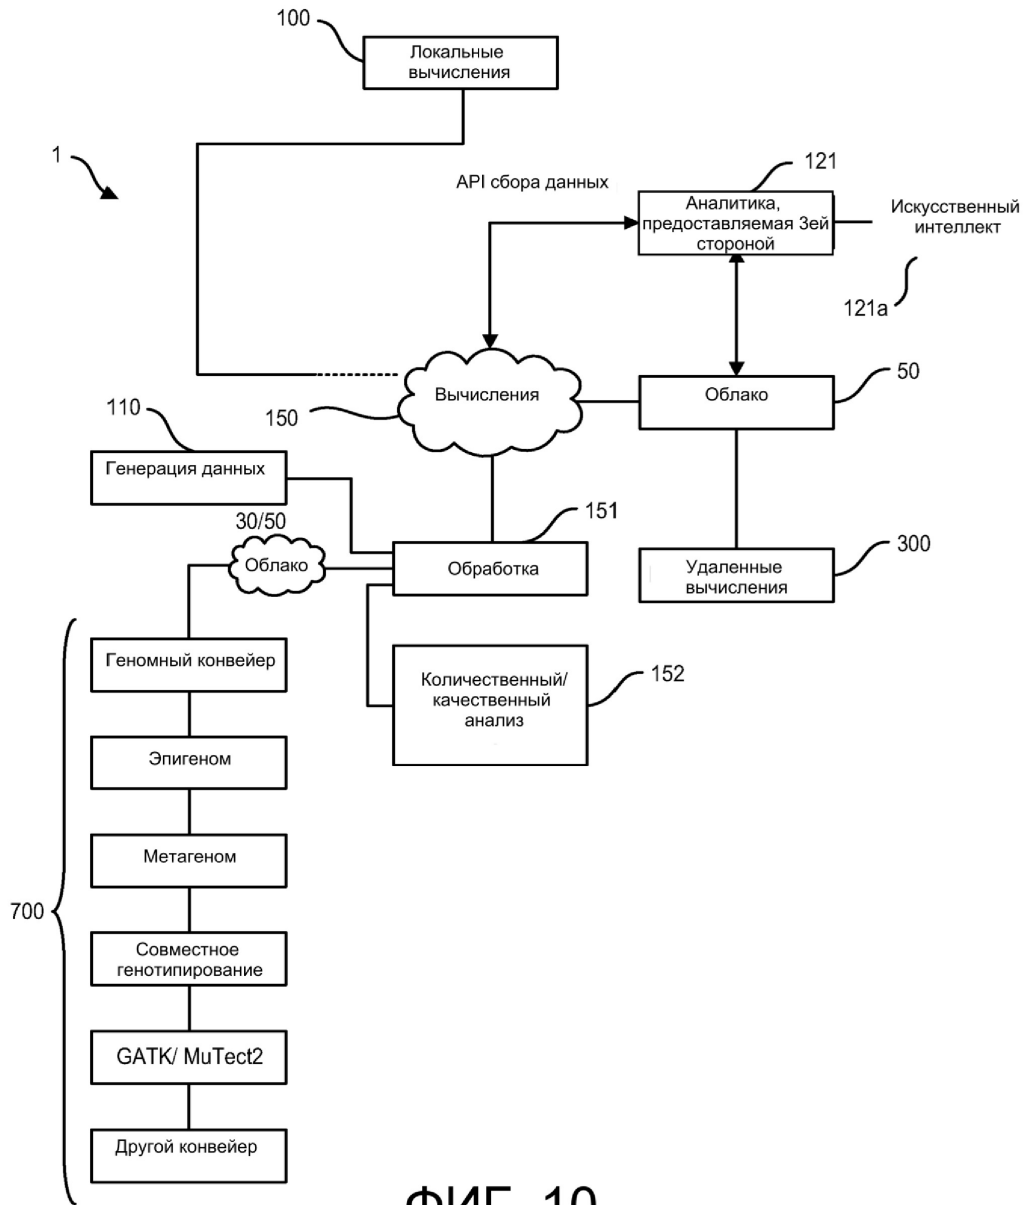 100
Локальные
вычисления
1
API сбора данных
121
Аналитика,
предоставляемая 3ей
стороной
Искусственный
интеллект
121a
150
Вычисления
Облако
50
110
Генерация данных
30/50
Облако
151
Обработка
Удаленные
вычисления
300
Количественный/
качественный
анализ
152
700
Геномный конвейер
Эпигеном
Метагеном
Совместное
генотипирование
GATK/ MuTect2
Другой конвейер
ФИГ. 10